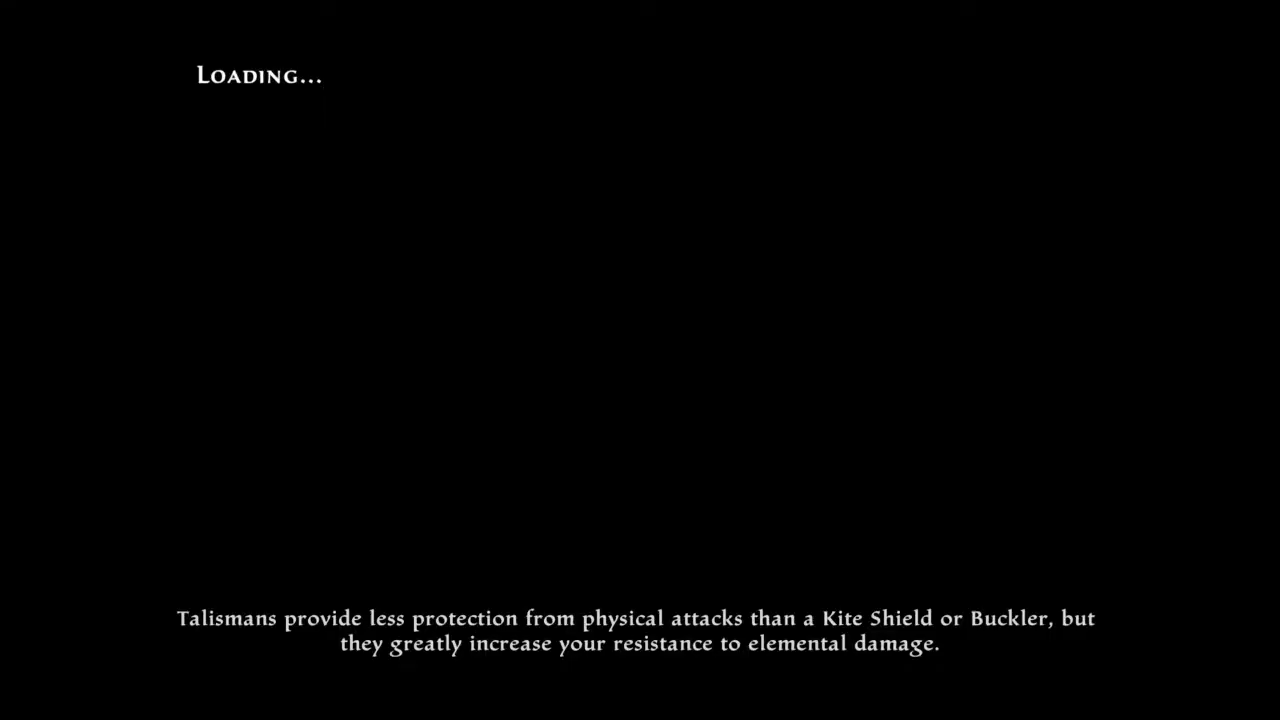 Loading...
Talismans provide less protection from physical attacks than a Kite Shield or Buckler, but
they greatly increase your resistance to elemental damage.